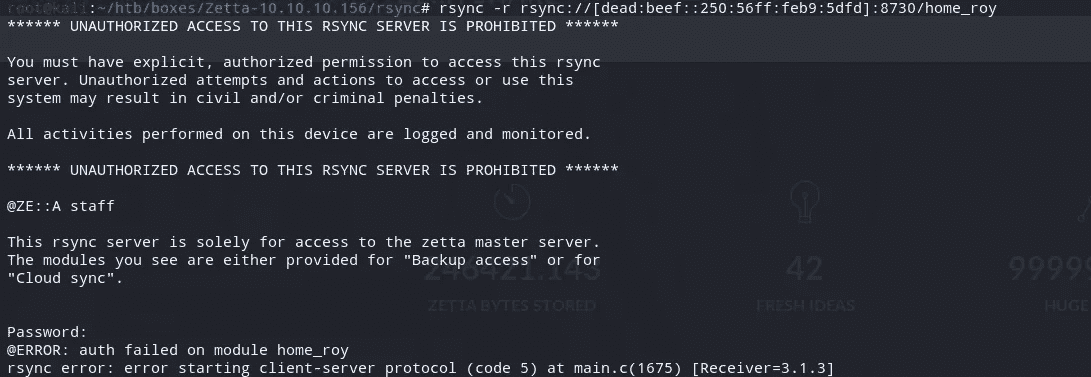 root@kali:~/htb/boxes/Zetta-10.10.10.156/rsync# rsync -r rsync://[dead:beef::250:56ff:feb9:5dfd]:8730/home_roy
****** UNAUTHORIZED ACCESS TO THIS RSYNC SERVER IS PROHIBITED ******
You must have explicit, authorized permission to access this rsync
server. Unauthorized attempts and actions to access or use this
system may result in civil and/or criminal penalties.
All activities performed on this device are logged and monitored.
****** UNAUTHORIZED ACCESS TO THIS RSYNC SERVER IS PROHIBITED ******
@ZE::A staff
This rsync server is solely for access to the zetta master server.
The modules you see are either provided for "Backup access" or for
"Cloud sync".
246421.143 42 9999
ZETTA BYTES STORED FRESH IDEAS HUGE
Password:
@ERROR: auth failed on module home_roy
rsync error: error starting client-server protocol (code 5) at main.c(1675) [Receiver=3.1.3]